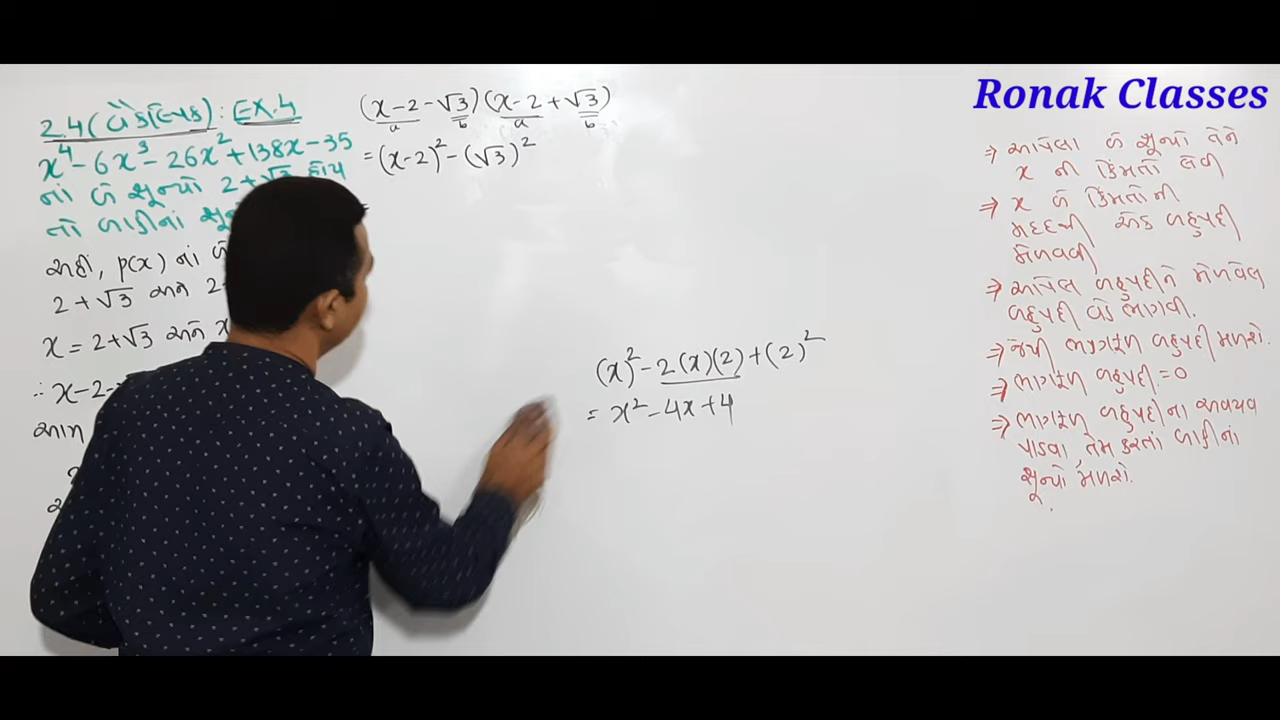 Ronak Classes
2.4 (વૈકલ્પિક) : EX.4
x⁴ - 6x³ - 26x² + 138x - 35
નાં બે શૂન્યો 2 + √3 હોય
તો બાકીનાં
અહીં, p(x) નાં
2 + √3 અને 2
x = 2 + √3 અને x
∴ x - 2 -
આમ
(x - 2 - √3) (x - 2 + √3)
a b a b
= (x - 2)² - (√3)²
(x)² - 2(x)(2) + (2)²
= x² - 4x + 4
⇒ આપેલા બે શૂન્યો તેને
x ની કિંમતો લેવી
⇒ x બે કિંમતોની
મદદથી એક બહુપદી
મેળવવી
⇒ આપેલ બહુપદીને મેળવેલ
બહુપદી વડે ભાગવી.
⇒ જેથી ભાગફળ બહુપદી મળશે.
⇒ ભાગફળ બહુપદી = 0
⇒ ભાગફળ બહુપદીના અવયવ
પાડવા, તેમ કરતાં બાકીનાં
શૂન્યો મળશે.